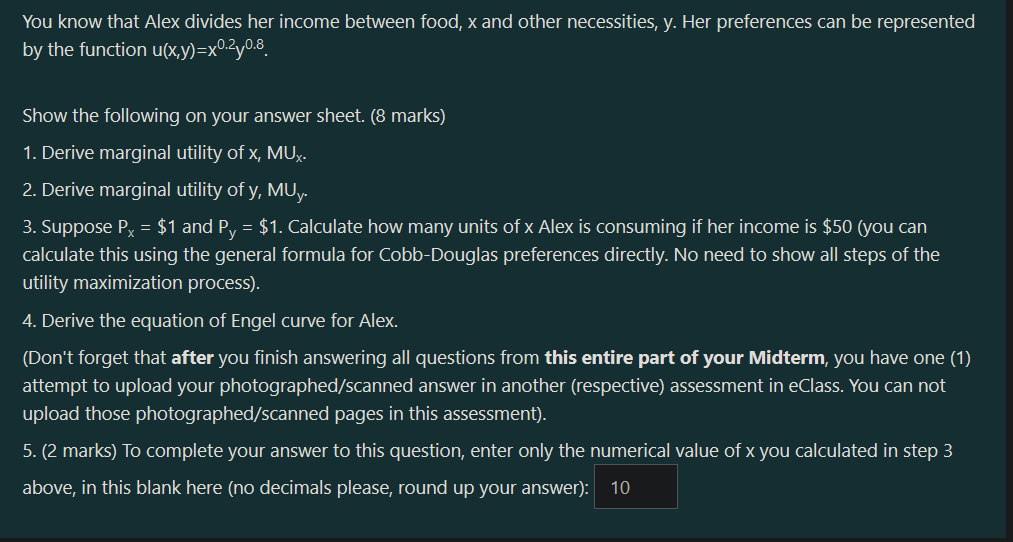 You know that Alex divides her income between food, x and other necessities, y. Her preferences can be represented
by the function u(x,y)=x^0.2y^0.8.
Show the following on your answer sheet. (8 marks)
1. Derive marginal utility of x, MUₓ.
2. Derive marginal utility of y, MU_y.
3. Suppose Pₓ = $1 and P_y = $1. Calculate how many units of x Alex is consuming if her income is $50 (you can
calculate this using the general formula for Cobb-Douglas preferences directly. No need to show all steps of the
utility maximization process).
4. Derive the equation of Engel curve for Alex.
(Don't forget that after you finish answering all questions from this entire part of your Midterm, you have one (1)
attempt to upload your photographed/scanned answer in another (respective) assessment in eClass. You can not
upload those photographed/scanned pages in this assessment).
5. (2 marks) To complete your answer to this question, enter only the numerical value of x you calculated in step 3
above, in this blank here (no decimals please, round up your answer): 10